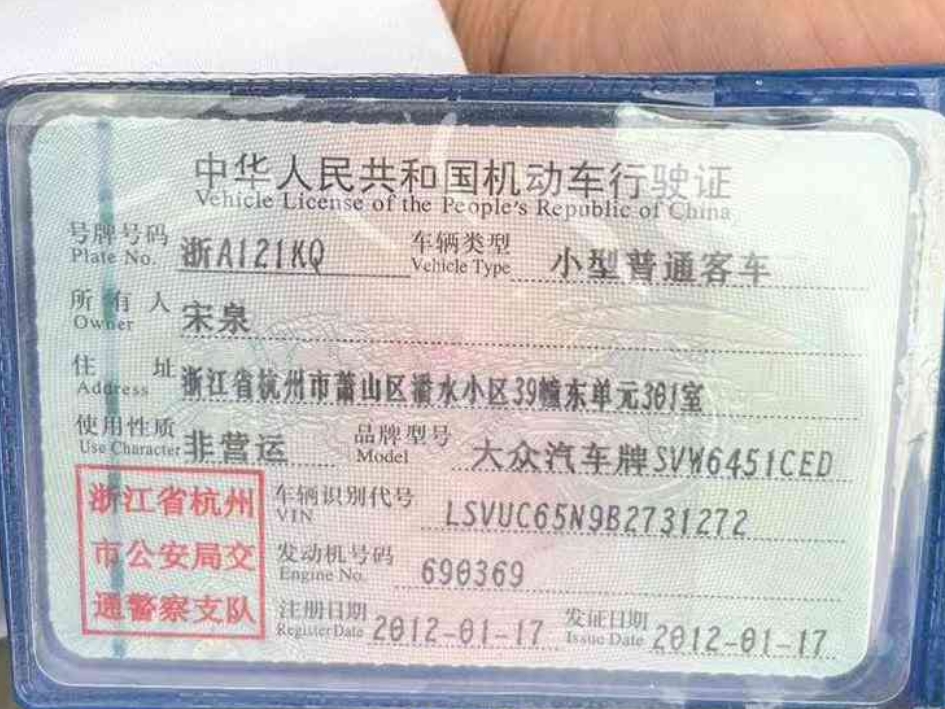 中华人民共和国机动车行驶证
Vehicle License of the People's Republic of China
号牌号码 浙A121KQ 车辆类型 小型普通客车
Plate No. Vehicle Type
所有人 宋泉
Owner
住址 浙江省杭州市萧山区潘水小区39幢东单元301室
Address
使用性质 非营运 品牌型号 大众汽车牌SVW6451CED
Use Character Model
浙江省杭州 车辆识别代号 LSVUC65N9B2731272
VIN
市公安局交 发动机号码 690369
Engine No.
通警察支队 注册日期 2012-01-17 发证日期 2012-01-17
Register Date Issue Date